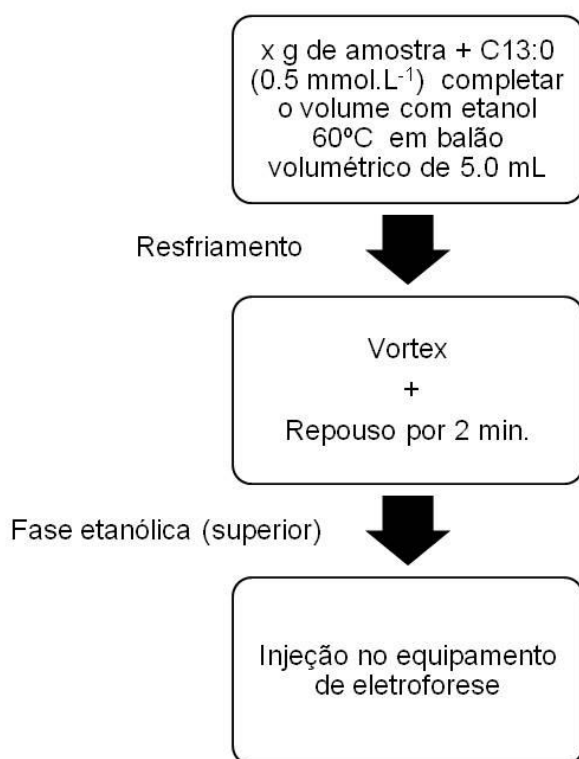 x g de amostra + C13:0
(0.5 mmol.L⁻¹) completar
o volume com etanol
60ºC em balão
volumétrico de 5.0 mL
Resfriamento
Vortex
+
Repouso por 2 min.
Fase etanólica (superior)
Injeção no equipamento
de eletroforese